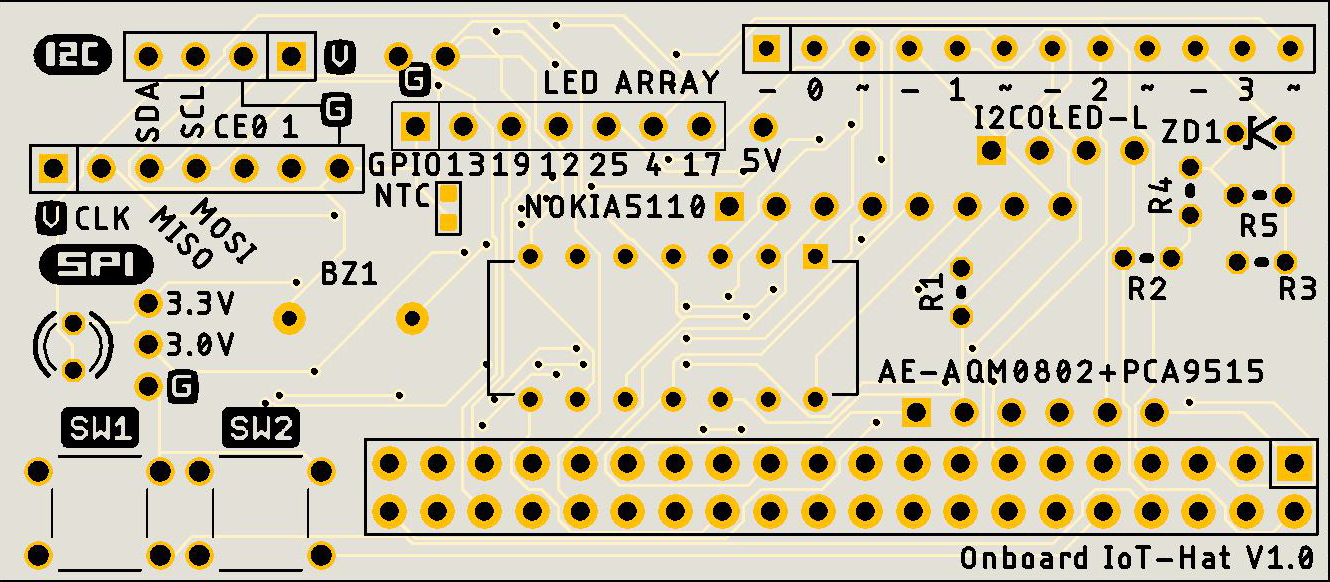 I2C
V
G
LED ARRAY
- 0 ~ - 1 ~ - 2 ~ - 3 ~
SDA
SCL
CE0 1
G
I2COLED-L
ZD1
GPIO13 19 12 25 4 17 5V
NTC
NOKIA5110
R4
R5
V CLK
MISO
MOSI
SPI
BZ1
R1
R2
R3
3.3V
3.0V
G
AE-AQM0802+PCA9515
SW1
SW2
Onboard IoT-Hat V1.0